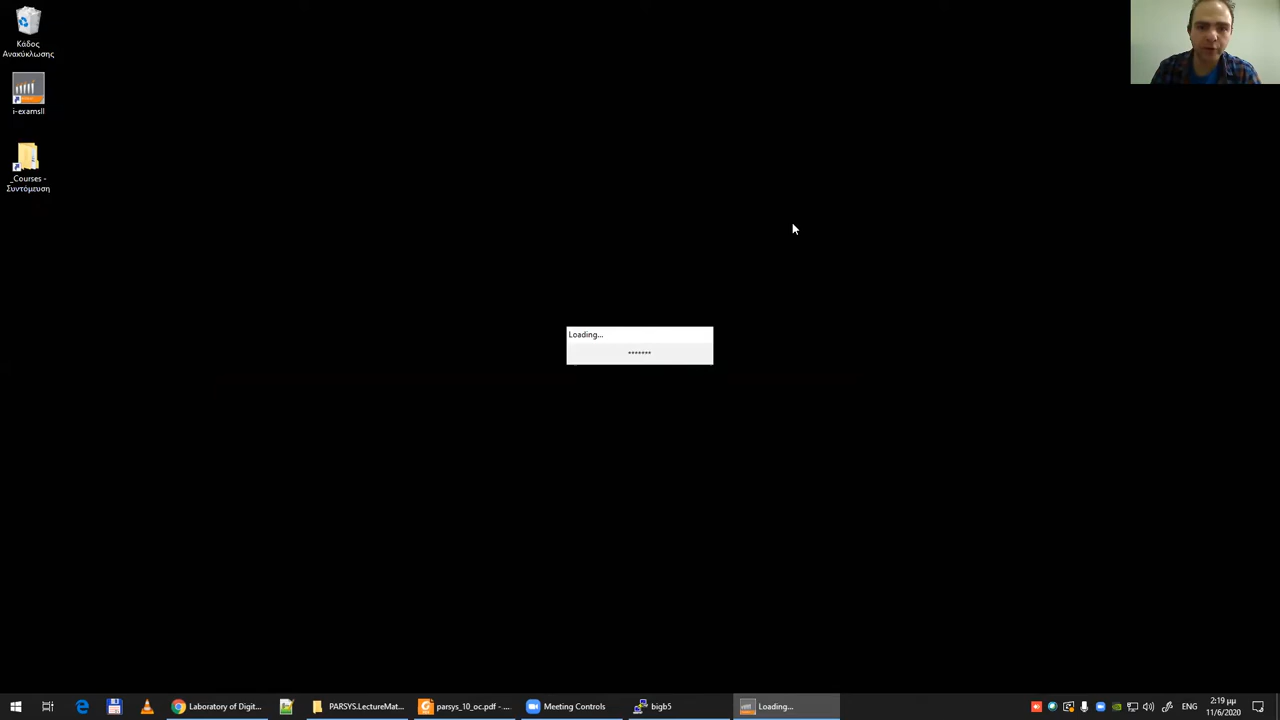 Κάδος
Ανακύκλωσης
i-examsII
_Courses -
Συντόμευση
Loading...
*******
Laboratory of Digit...
PARSYS.LectureMat...
parsys_10_oc.pdf - ...
Meeting Controls
bigb5
Loading...
ENG
2:19 μμ
11/6/2020